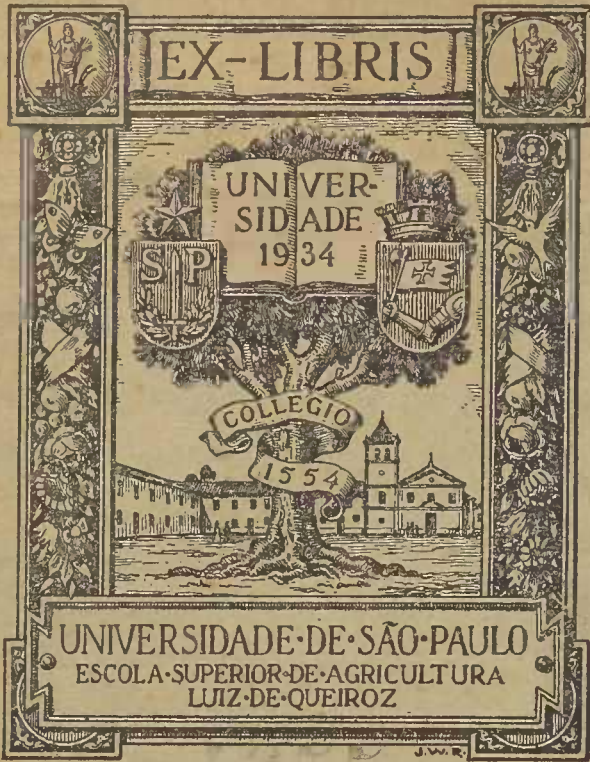 EX-LIBRIS
UNIVER-
SIDADE
1934
S P
COLLEGIO
1554
UNIVERSIDADE·DE·SÃO·PAULO
ESCOLA·SUPERIOR·DE·AGRICULTURA
LUIZ·DE·QUEIROZ
J.W.R.